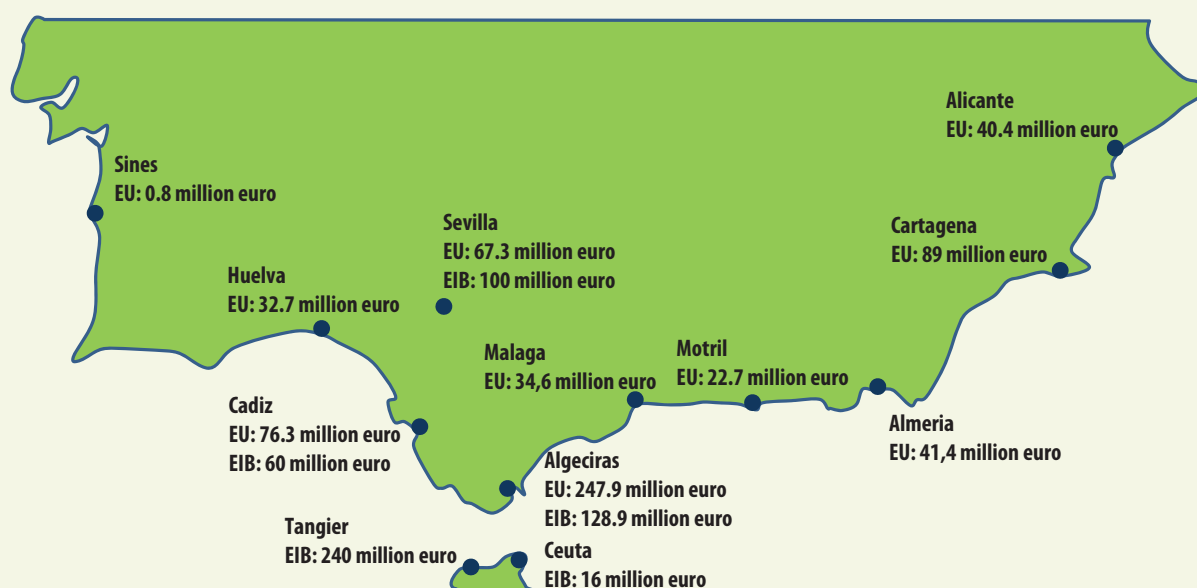 Alicante
EU: 40.4 million euro
Sines
EU: 0.8 million euro
Sevilla
EU: 67.3 million euro
EIB: 100 million euro
Cartagena
EU: 89 million euro
Huelva
EU: 32.7 million euro
Malaga
EU: 34,6 million euro
Motril
EU: 22.7 million euro
Cadiz
EU: 76.3 million euro
EIB: 60 million euro
Almeria
EU: 41,4 million euro
Algeciras
EU: 247.9 million euro
EIB: 128.9 million euro
Tangier
EIB: 240 million euro
Ceuta
EIB: 16 million euro